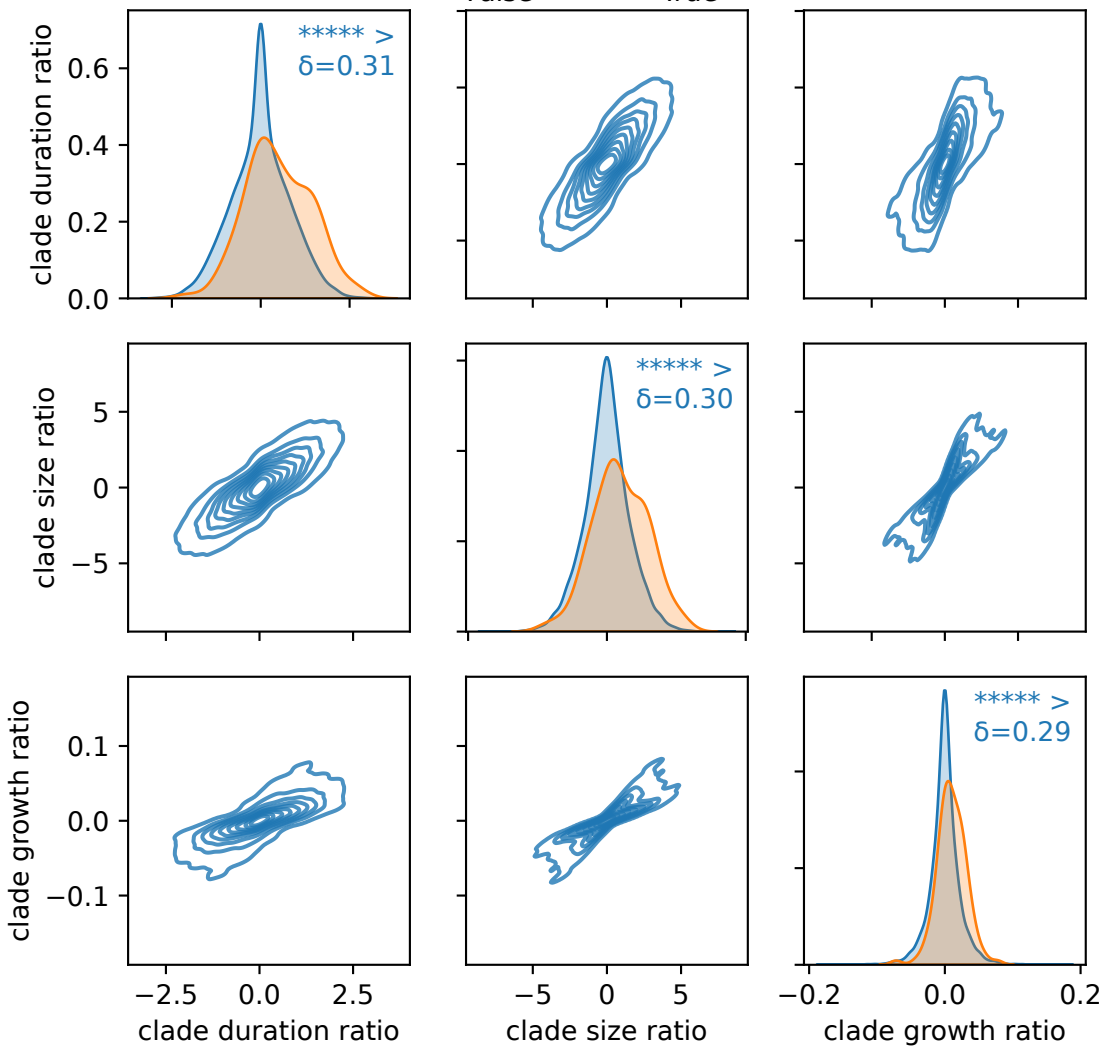 ***** >
δ=0.31
clade duration ratio
0.6
0.4
0.2
0.0
***** >
δ=0.30
clade size ratio
5
0
−5
***** >
δ=0.29
clade growth ratio
0.1
0.0
−0.1
−2.5 0.0 2.5 −5 0 5 −0.2 0.0 0.2
clade duration ratio clade size ratio clade growth ratio